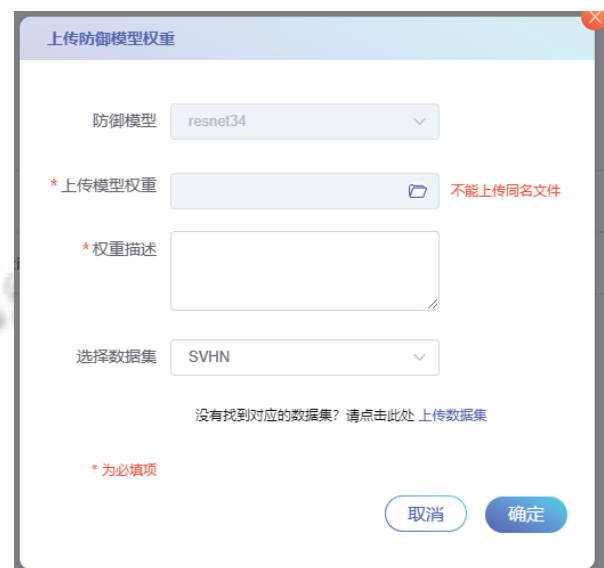 上传防御模型权重
防御模型 resnet34
*上传模型权重 不能上传同名文件
*权重描述
选择数据集 SVHN
没有找到对应的数据集？请点击此处 上传数据集
*为必填项
取消 确定